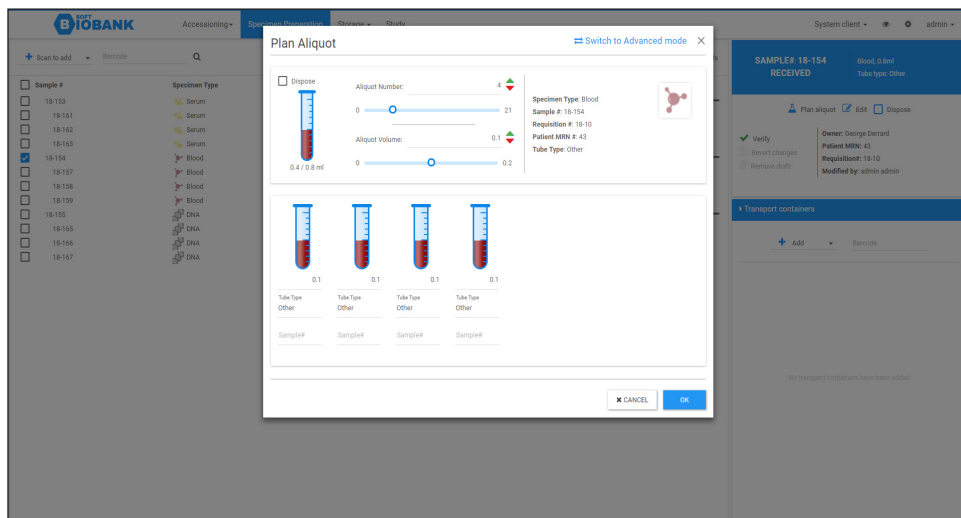 SOFT
BIOBANK
Accessioning
Specimen Preparation
Storage
Study
System client
admin
Scan to add
Barcode
Sample #
Specimen Type
18-153
Serum
18-161
Serum
18-162
Serum
18-163
Serum
18-154
Blood
18-157
Blood
18-158
Blood
18-159
Blood
18-155
DNA
18-165
DNA
18-166
DNA
18-167
DNA
Plan Aliquot
Switch to Advanced mode
Dispose
0.4 / 0.8 ml
Aliquot Number:
4
0
21
Aliquot Volume:
0.1
0
0.2
Specimen Type: Blood
Sample #: 18-154
Requisition #: 18-10
Patient MRN #: 43
Tube Type: Other
0.1 0.1 0.1 0.1
Tube Type Tube Type Tube Type Tube Type
Other Other Other Other
Sample# Sample# Sample# Sample#
CANCEL
OK
SAMPLE#: 18-154
RECEIVED
Blood, 0.8ml
Tube type: Other
Plan aliquot
Edit
Dispose
Verify
Revert changes
Remove draft
Owner: George Derrard
Patient MRN: 43
Requisition#: 18-10
Modified by: admin admin
Transport containers
Add
Barcode
No transport containers have been added